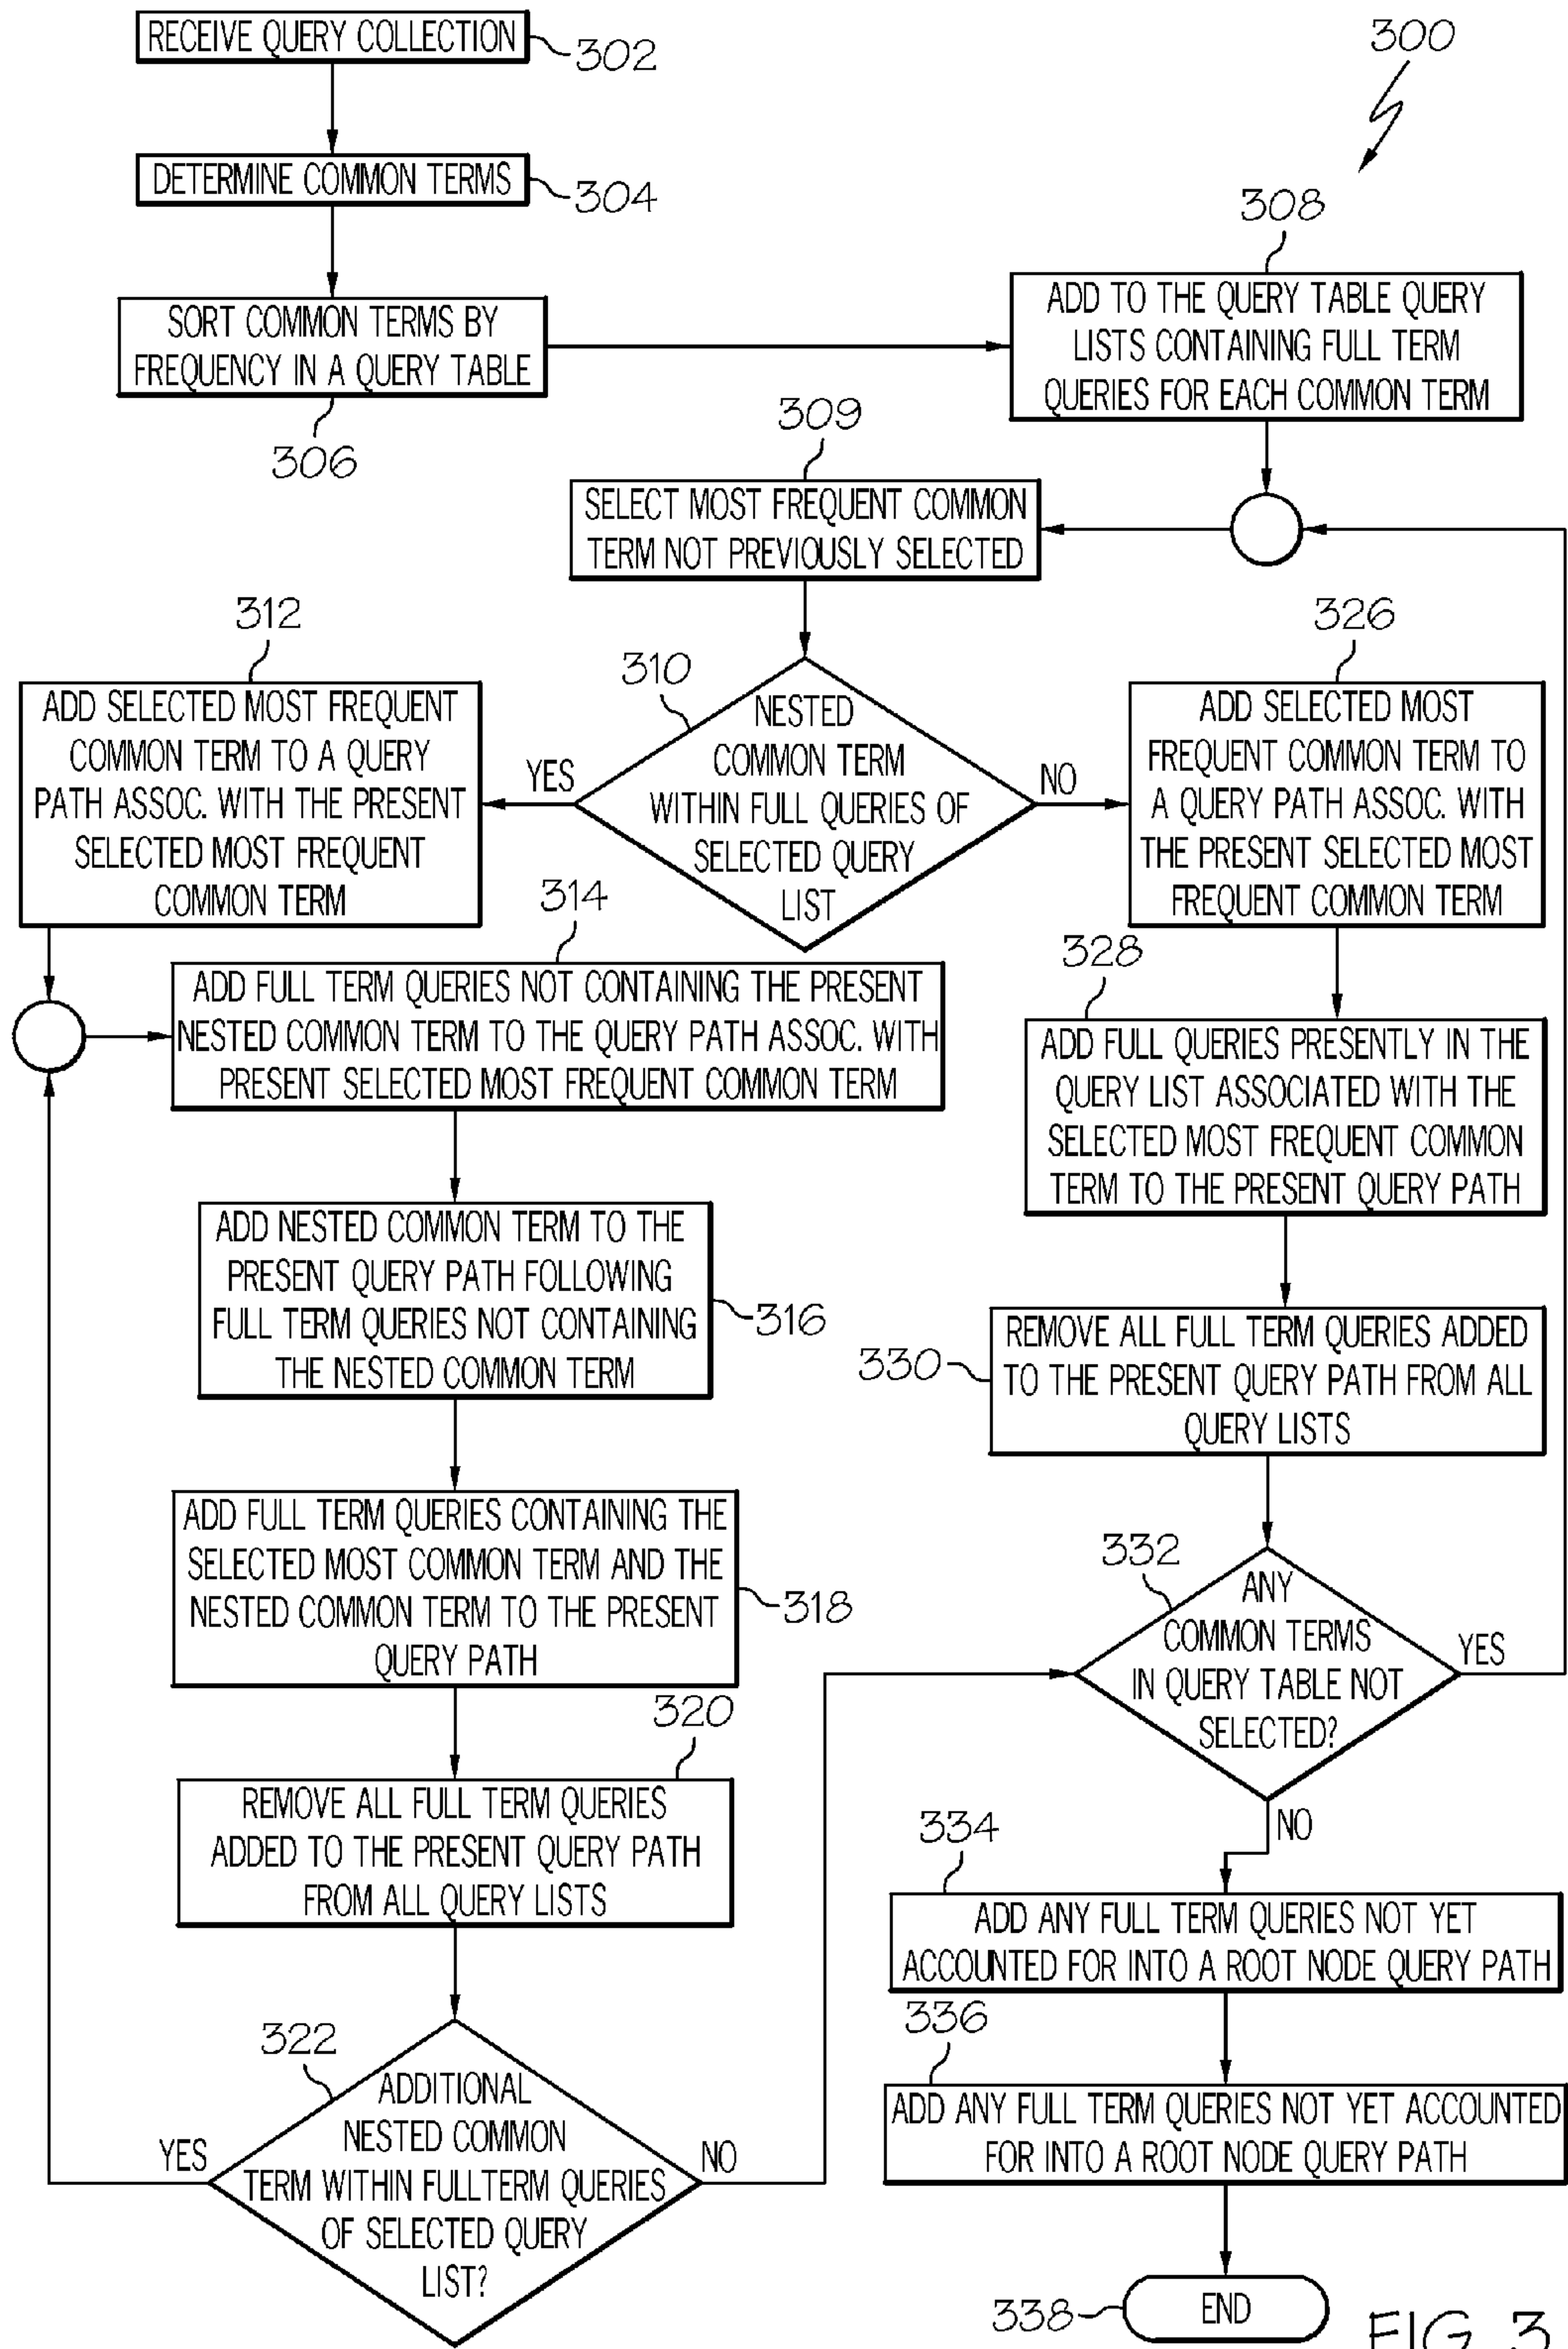 RECEIVE QUERY COLLECTION
302
300
DETERMINE COMMON TERMS
304
308
SORT COMMON TERMS BY
FREQUENCY IN A QUERY TABLE
306
ADD TO THE QUERY TABLE QUERY
LISTS CONTAINING FULL TERM
QUERIES FOR EACH COMMON TERM
309
SELECT MOST FREQUENT COMMON
TERM NOT PREVIOUSLY SELECTED
312
ADD SELECTED MOST FREQUENT
COMMON TERM TO A QUERY
PATH ASSOC. WITH THE PRESENT
SELECTED MOST FREQUENT
COMMON TERM
310
NESTED
COMMON TERM
WITHIN FULL QUERIES OF
SELECTED QUERY
LIST
YES
NO
326
ADD SELECTED MOST
FREQUENT COMMON TERM TO
A QUERY PATH ASSOC. WITH
THE PRESENT SELECTED MOST
FREQUENT COMMON TERM
314
ADD FULL TERM QUERIES NOT CONTAINING THE PRESENT
NESTED COMMON TERM TO THE QUERY PATH ASSOC. WITH
PRESENT SELECTED MOST FREQUENT COMMON TERM
328
ADD FULL QUERIES PRESENTLY IN THE
QUERY LIST ASSOCIATED WITH THE
SELECTED MOST FREQUENT COMMON
TERM TO THE PRESENT QUERY PATH
ADD NESTED COMMON TERM TO THE
PRESENT QUERY PATH FOLLOWING
FULL TERM QUERIES NOT CONTAINING
THE NESTED COMMON TERM
316
330
REMOVE ALL FULL TERM QUERIES ADDED
TO THE PRESENT QUERY PATH FROM ALL
QUERY LISTS
ADD FULL TERM QUERIES CONTAINING THE
SELECTED MOST COMMON TERM AND THE
NESTED COMMON TERM TO THE PRESENT
QUERY PATH
318
332
ANY
COMMON TERMS
IN QUERY TABLE NOT
SELECTED?
YES
NO
320
REMOVE ALL FULL TERM QUERIES
ADDED TO THE PRESENT QUERY PATH
FROM ALL QUERY LISTS
334
ADD ANY FULL TERM QUERIES NOT YET
ACCOUNTED FOR INTO A ROOT NODE QUERY PATH
322
ADDITIONAL
NESTED COMMON
TERM WITHIN FULLTERM QUERIES
OF SELECTED QUERY
LIST?
YES
NO
336
ADD ANY FULL TERM QUERIES NOT YET ACCOUNTED
FOR INTO A ROOT NODE QUERY PATH
338
END
FIG. 3